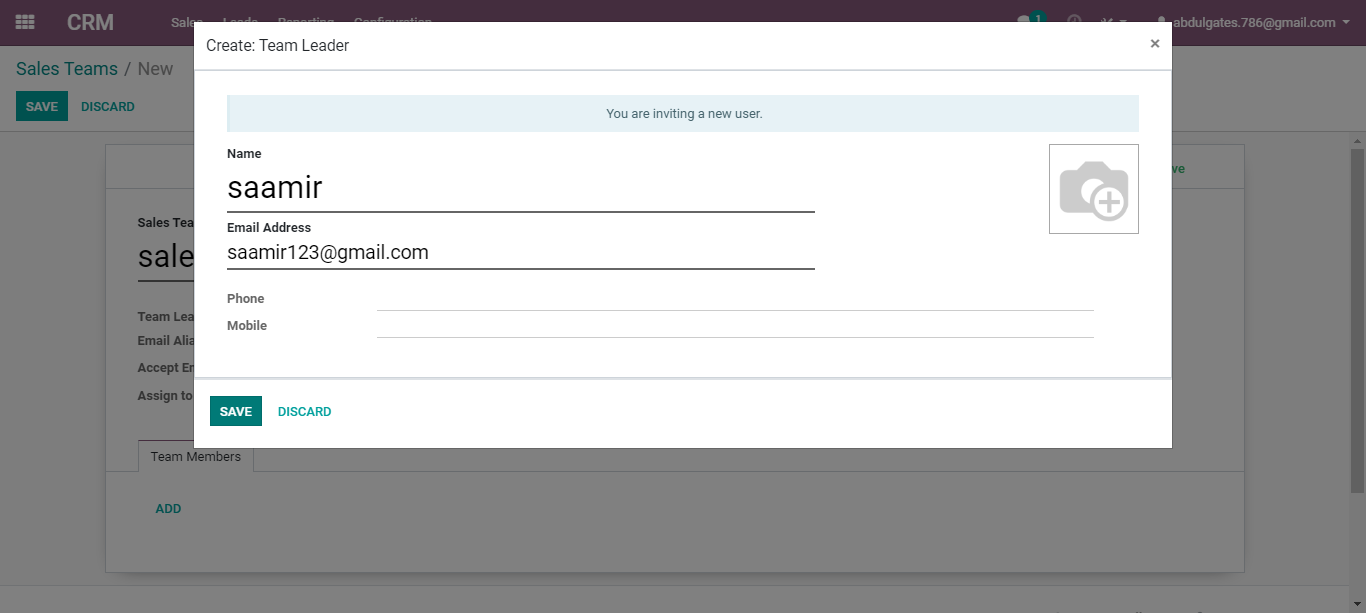 CRM Sales Leads Reporting Configuration 1 abdulgates.786@gmail.com
Create: Team Leader ×
Sales Teams / New
SAVE DISCARD
You are inviting a new user.
Name
saamir
Email Address
saamir123@gmail.com
Phone
Mobile
SAVE DISCARD
Sales Tea
sale
Team Lea
Email Alia
Accept Em
Assign to
ve
Team Members
ADD